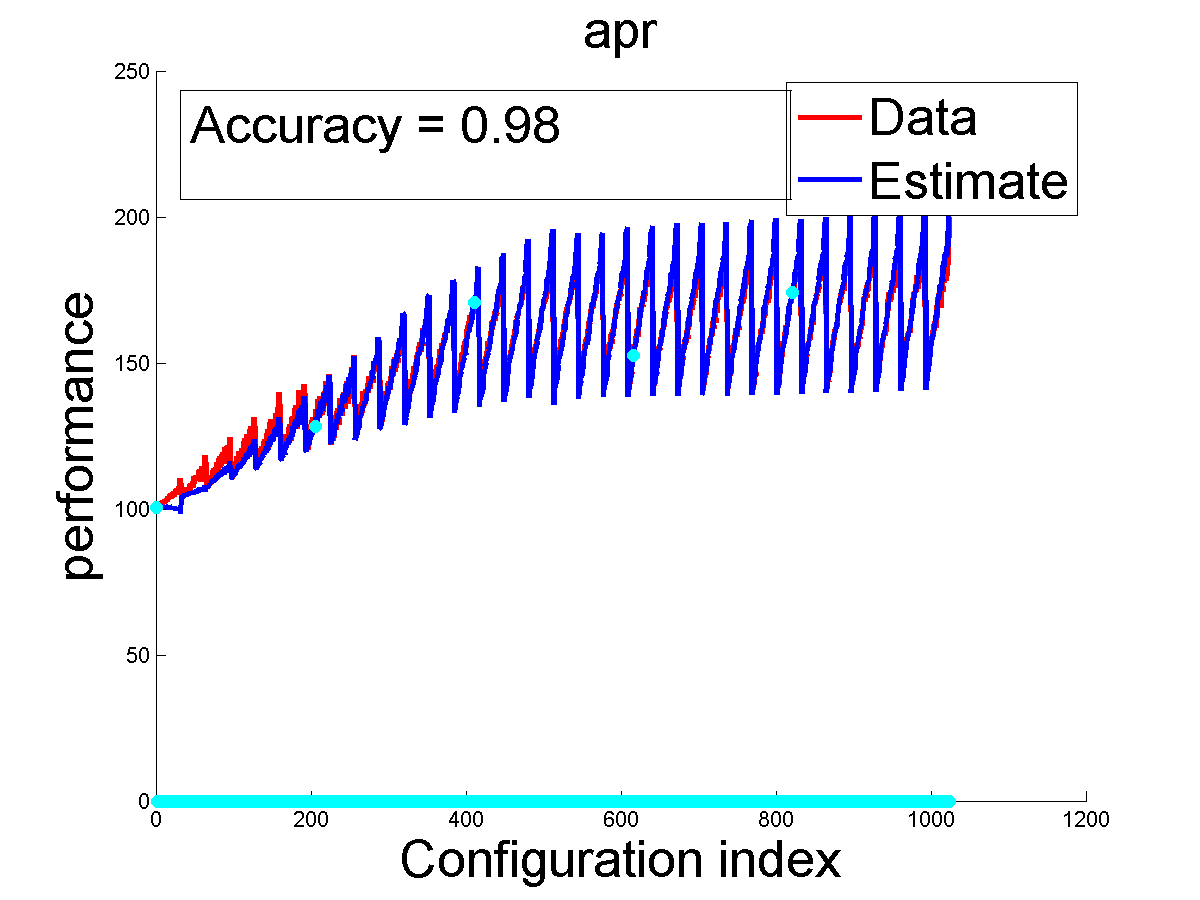 apr
250
200
150
100
50
0
Accuracy = 0.98
Data
Estimate
performance
0 200 400 600 800 1000 1200
Configuration index